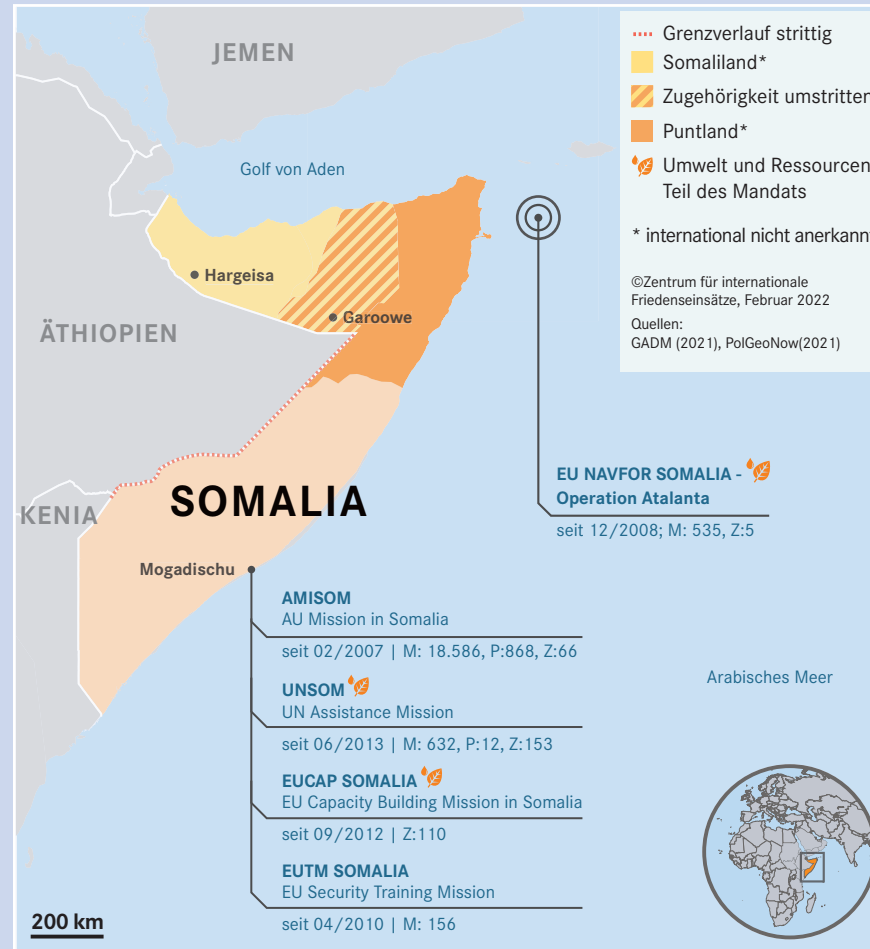 JEMEN
Golf von Aden
Hargeisa
Garoowe
ÄTHIOPIEN
KENIA
SOMALIA
Mogadischu
Grenzverlauf strittig
Somaliland*
Zugehörigkeit umstritten
Puntland*
Umwelt und Ressourcen
Teil des Mandats
* international nicht anerkannt
©Zentrum für internationale
Friedenseinsätze, Februar 2022
Quellen:
GADM (2021), PolGeoNow(2021)
EU NAVFOR SOMALIA -
Operation Atalanta
seit 12/2008; M: 535, Z:5
AMISOM
AU Mission in Somalia
seit 02/2007 | M: 18.586, P:868, Z:66
UNSOM
UN Assistance Mission
seit 06/2013 | M: 632, P:12, Z:153
EUCAP SOMALIA
EU Capacity Building Mission in Somalia
seit 09/2012 | Z:110
EUTM SOMALIA
EU Security Training Mission
seit 04/2010 | M: 156
Arabisches Meer
200 km